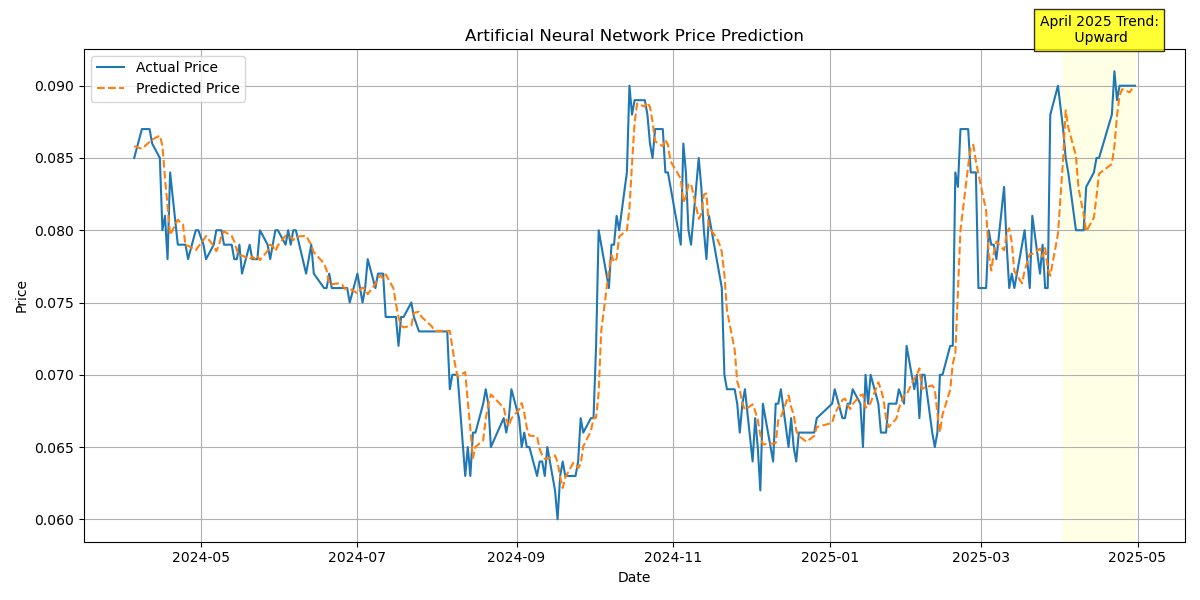 April 2025 Trend:
Upward
Artificial Neural Network Price Prediction
Actual Price
Predicted Price
Price
0.090
0.085
0.080
0.075
0.070
0.065
0.060
2024-05
2024-07
2024-09
2024-11
2025-01
2025-03
2025-05
Date